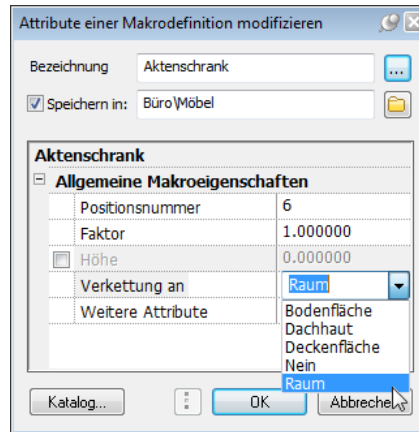 Attribute einer Makrodefinition modifizieren
Bezeichnung Aktenschrank ...
Speichern in: Büro\Möbel
Aktenschrank
Allgemeine Makroeigenschaften
Positionsnummer 6
Faktor 1.000000
Höhe 0.000000
Verkettung an Raum
Weitere Attribute
Bodenfläche
Dachhaut
Deckenfläche
Nein
Raum
Katalog... OK Abbrechen